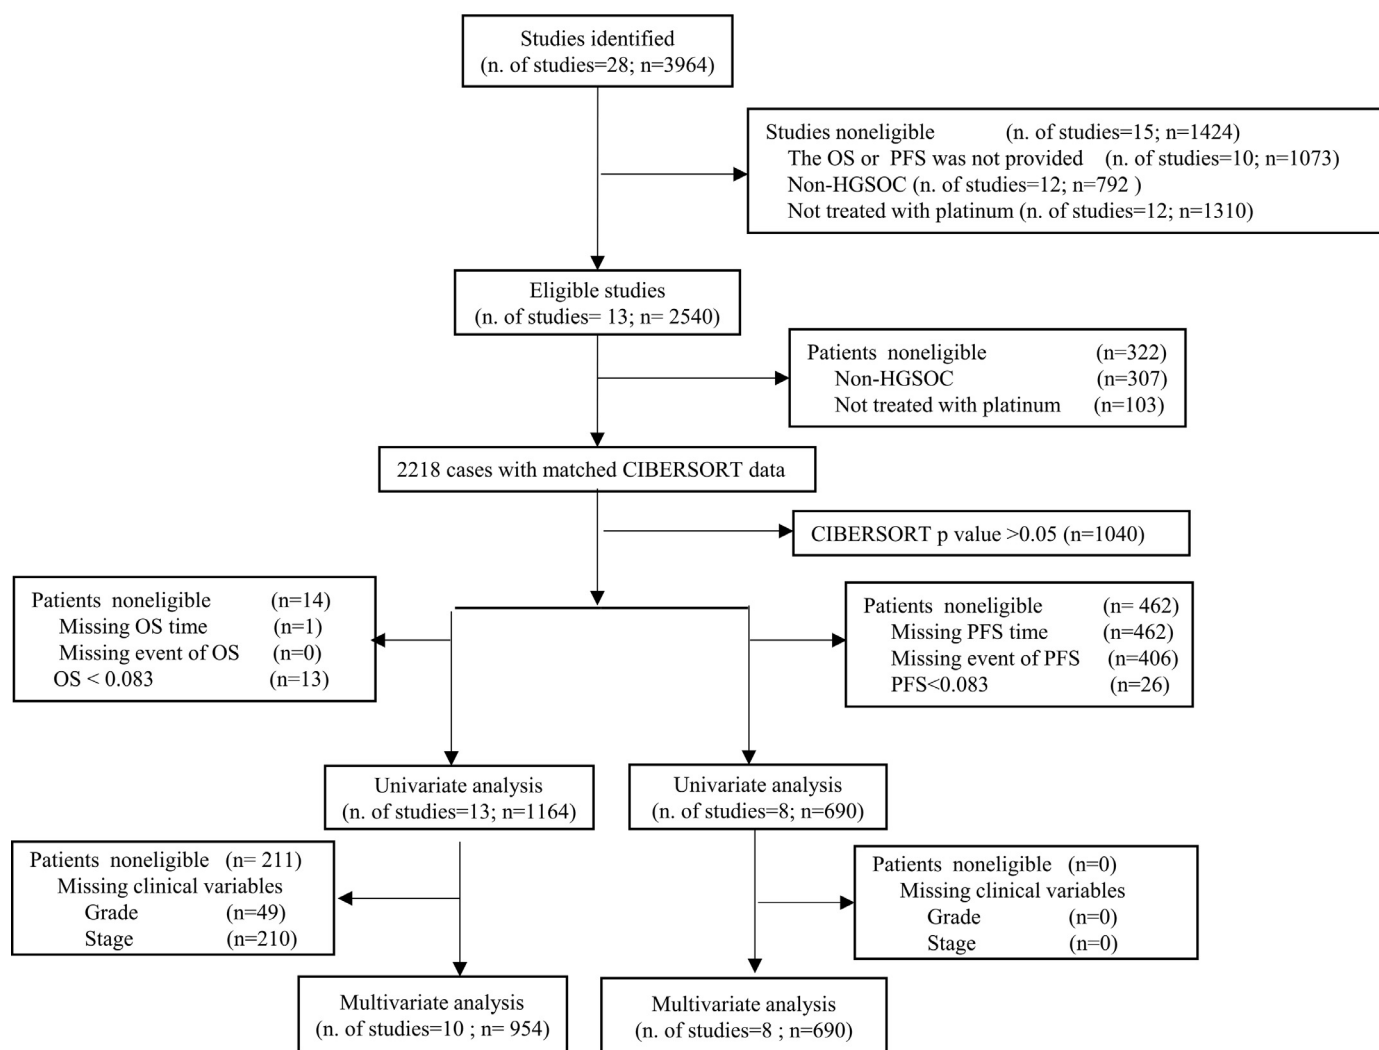 Studies identified
(n. of studies=28; n=3964)
Studies noneligible (n. of studies=15; n=1424)
The OS or PFS was not provided (n. of studies=10; n=1073)
Non-HGSOC (n. of studies=12; n=792 )
Not treated with platinum (n. of studies=12; n=1310)
Eligible studies
(n. of studies= 13; n= 2540)
Patients noneligible (n=322)
Non-HGSOC (n=307)
Not treated with platinum (n=103)
2218 cases with matched CIBERSORT data
CIBERSORT p value >0.05 (n=1040)
Patients noneligible (n=14)
Missing OS time (n=1)
Missing event of OS (n=0)
OS < 0.083 (n=13)
Patients noneligible (n= 462)
Missing PFS time (n=462)
Missing event of PFS (n=406)
PFS<0.083 (n=26)
Univariate analysis
(n. of studies=13; n=1164)
Univariate analysis
(n. of studies=8; n=690)
Patients noneligible (n= 211)
Missing clinical variables
Grade (n=49)
Stage (n=210)
Patients noneligible (n=0)
Missing clinical variables
Grade (n=0)
Stage (n=0)
Multivariate analysis
(n. of studies=10 ; n= 954)
Multivariate analysis
(n. of studies=8 ; n=690)